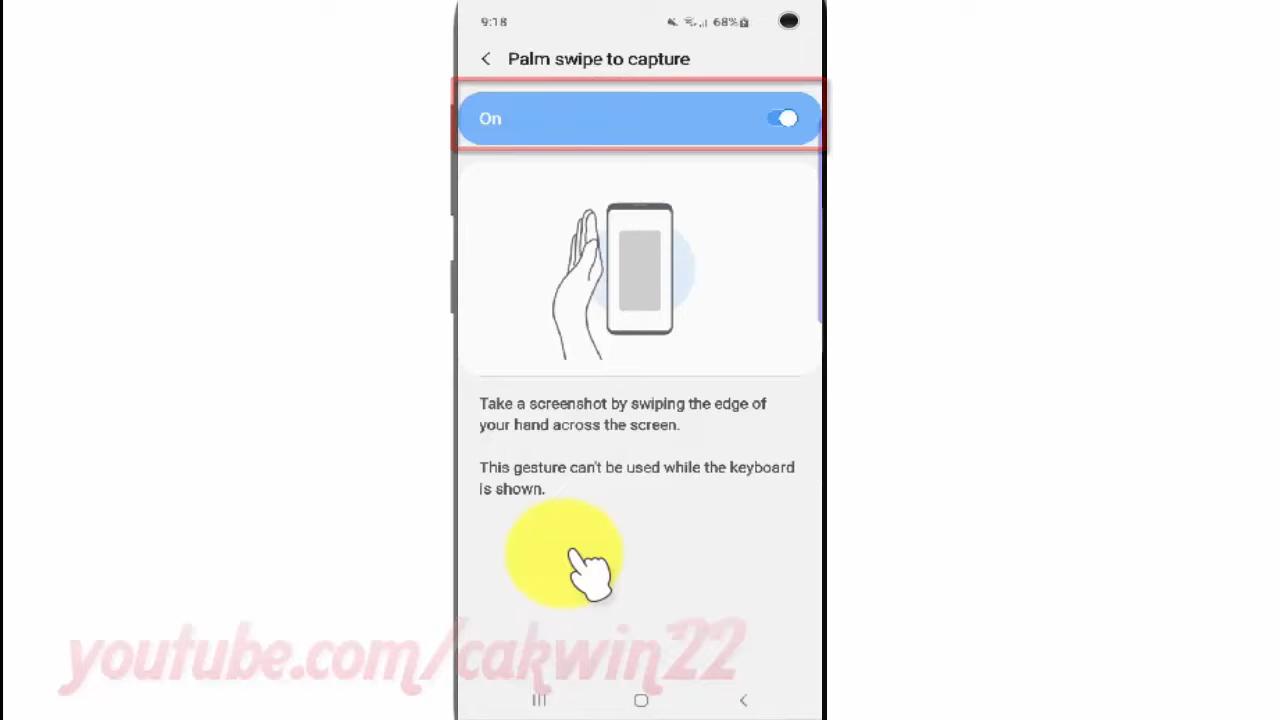 9:18
68%
Palm swipe to capture
On
Take a screenshot by swiping the edge of
your hand across the screen.
This gesture can't be used while the keyboard
is shown.
youtube.com/cakwin22